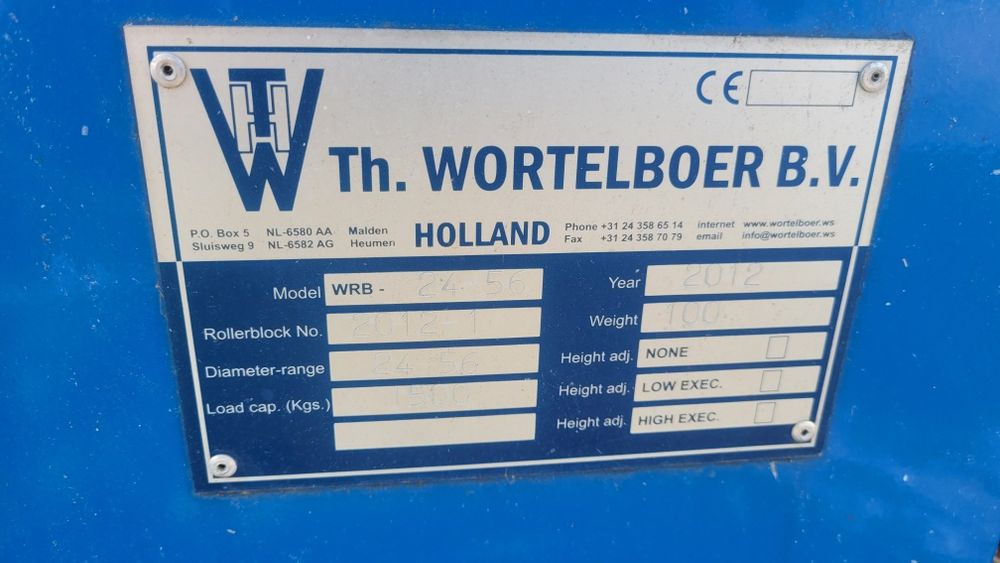 THW
CE
Th. WORTELBOER B.V.
P.O. Box 5 NL-6580 AA Malden
Sluisweg 9 NL-6582 AG Heumen
HOLLAND
Phone +31 24 358 65 14 internet www.wortelboer.ws
Fax +31 24 358 70 79 email info@wortelboer.ws
Model WRB - 24 56
Rollerblock No. 2012-1
Diameter-range 24 56
Load cap. (Kgs.)
Year 2012
Weight 100
Height adj. NONE
Height adj. LOW EXEC.
Height adj. HIGH EXEC.